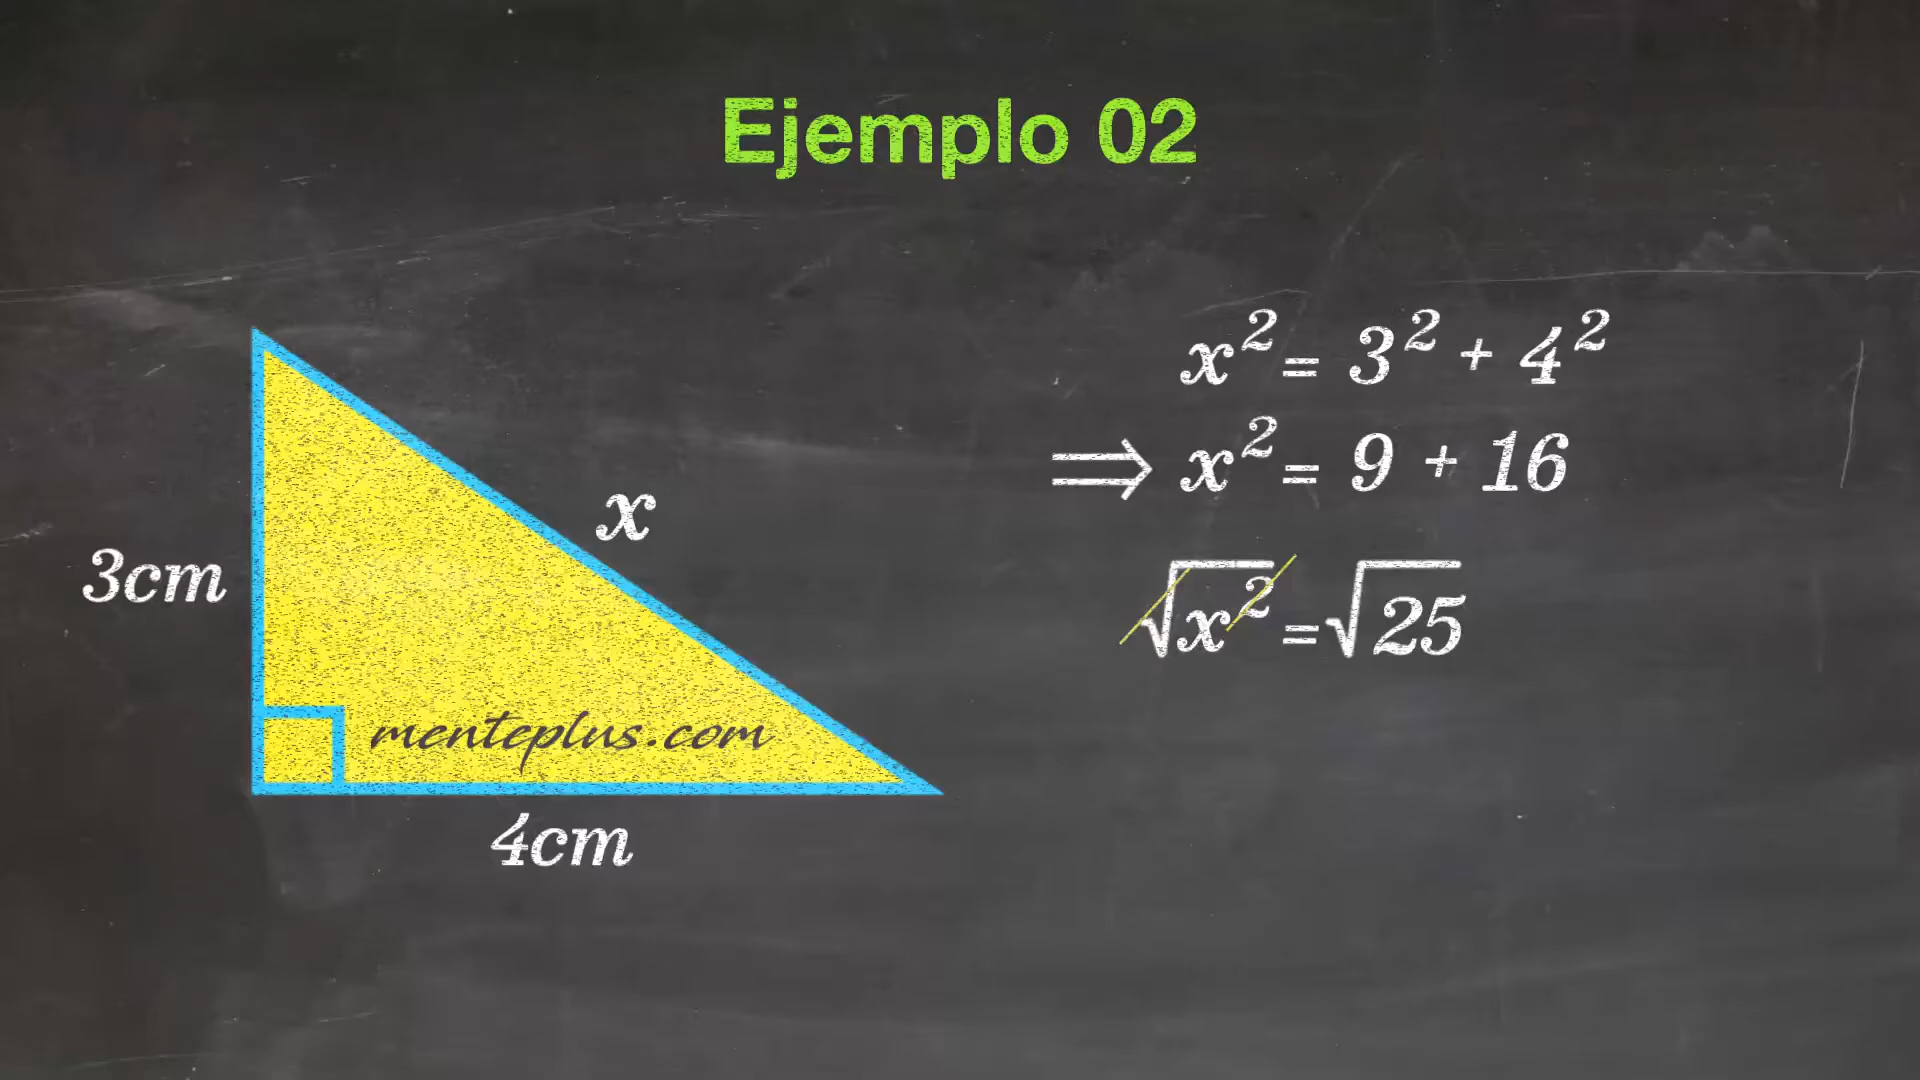 Ejemplo 02
x² = 3² + 4²
⇒ x² = 9 + 16
√x² = √25
x
3cm
menteplus.com
4cm